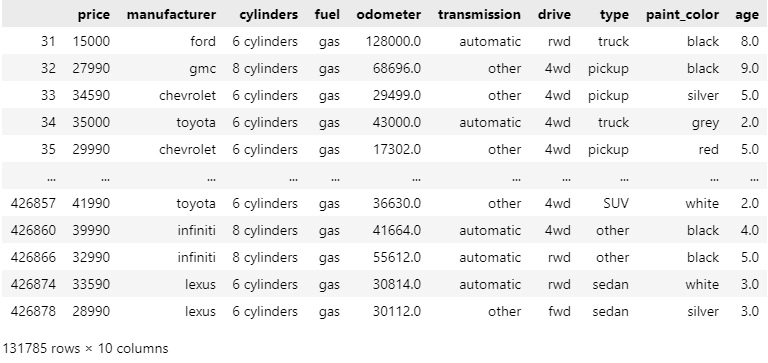 price manufacturer cylinders fuel odometer transmission drive type paint_color age
31 15000 ford 6 cylinders gas 128000.0 automatic rwd truck black 8.0
32 27990 gmc 8 cylinders gas 68696.0 other 4wd pickup black 9.0
33 34590 chevrolet 6 cylinders gas 29499.0 other 4wd pickup silver 5.0
34 35000 toyota 6 cylinders gas 43000.0 automatic 4wd truck grey 2.0
35 29990 chevrolet 6 cylinders gas 17302.0 other 4wd pickup red 5.0
... ... ... ... ... ... ... ... ... ... ...
426857 41990 toyota 6 cylinders gas 36630.0 other 4wd SUV white 2.0
426860 39990 infiniti 8 cylinders gas 41664.0 automatic 4wd other black 4.0
426866 32990 infiniti 8 cylinders gas 55612.0 automatic rwd other black 5.0
426874 33590 lexus 6 cylinders gas 30814.0 automatic rwd sedan white 3.0
426878 28990 lexus 6 cylinders gas 30112.0 other fwd sedan silver 3.0
131785 rows × 10 columns